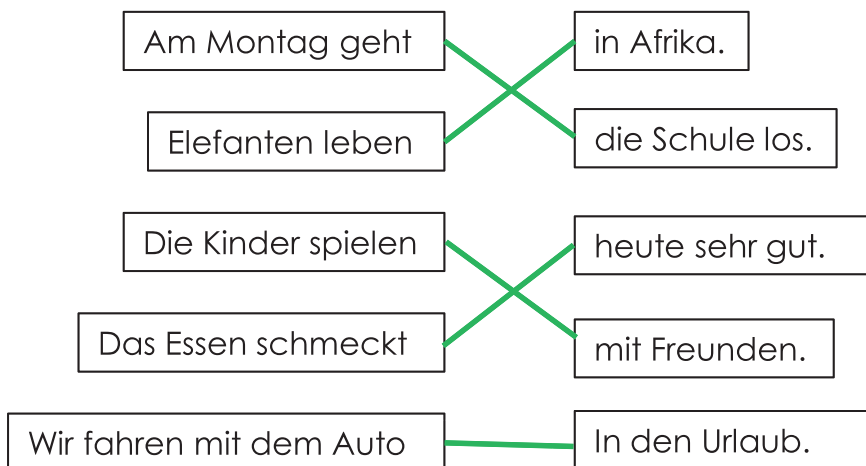 Am Montag geht
in Afrika.
Elefanten leben
die Schule los.
Die Kinder spielen
heute sehr gut.
Das Essen schmeckt
mit Freunden.
Wir fahren mit dem Auto
In den Urlaub.